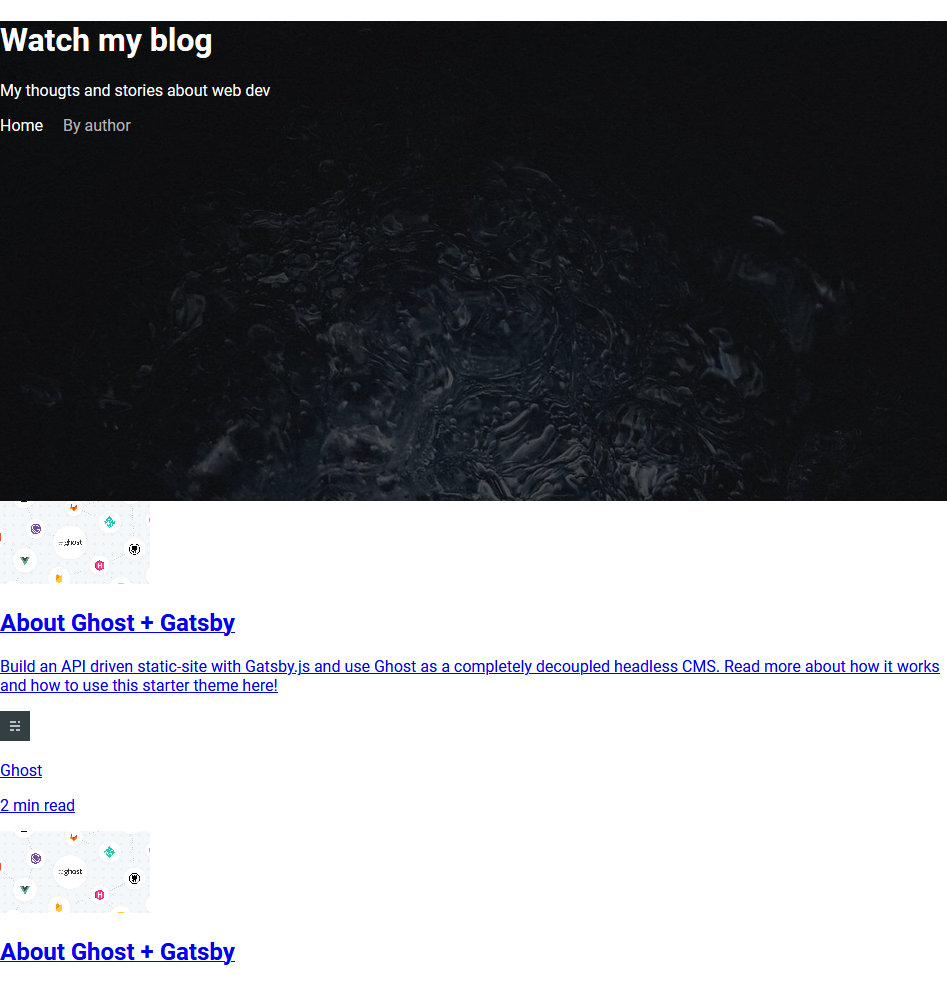 Watch my blog
My thougts and stories about web dev
Home By author
ghost
About Ghost + Gatsby
Build an API driven static-site with Gatsby.js and use Ghost as a completely decoupled headless CMS. Read more about how it works
and how to use this starter theme here!
Ghost
2 min read
ghost
About Ghost + Gatsby